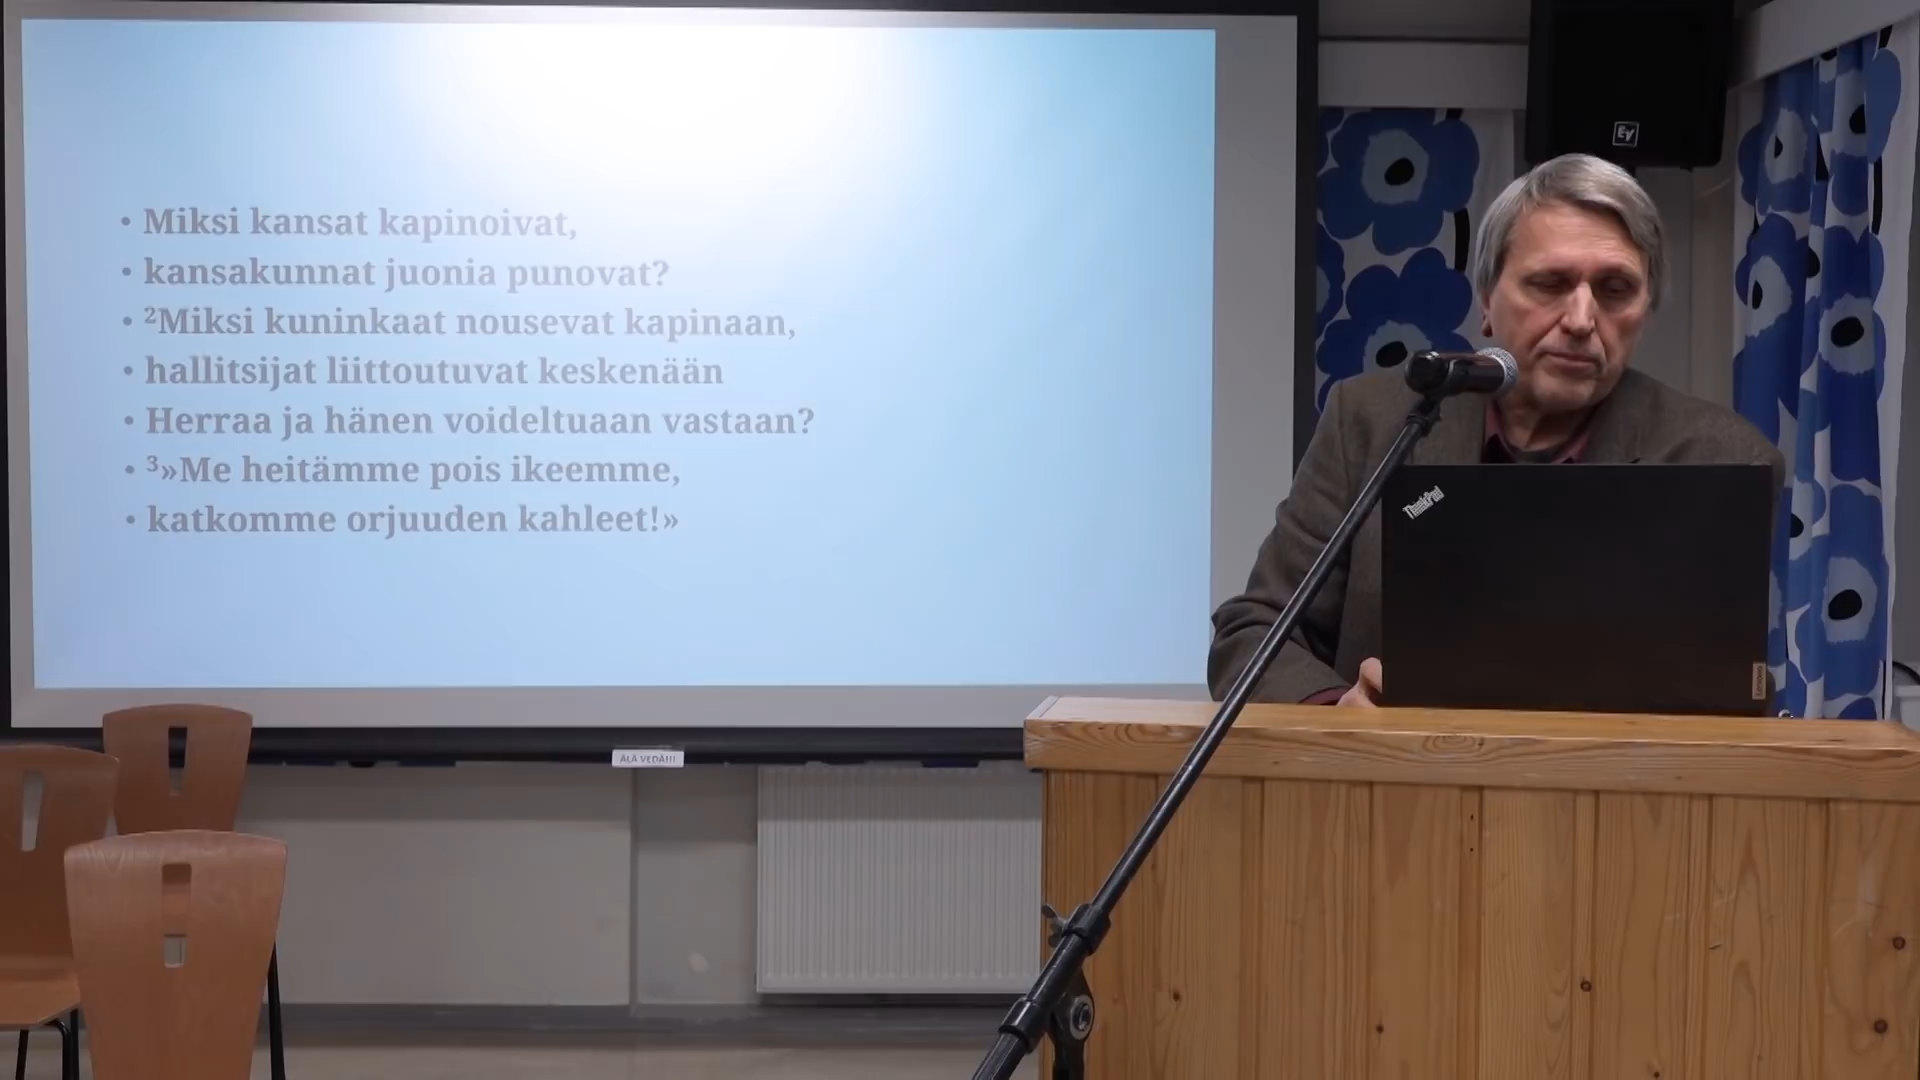 • Miksi kansat kapinoivat,
• kansakunnat juonia punovat?
• ²Miksi kuninkaat nousevat kapinaan,
• hallitsijat liittoutuvat keskenään
• Herraa ja hänen voideltuaan vastaan?
• ³»Me heitämme pois ikeemme,
• katkomme orjuuden kahleet!»
ÄLÄ VEDÄ!!!
EV
ThinkPad
Lenovo